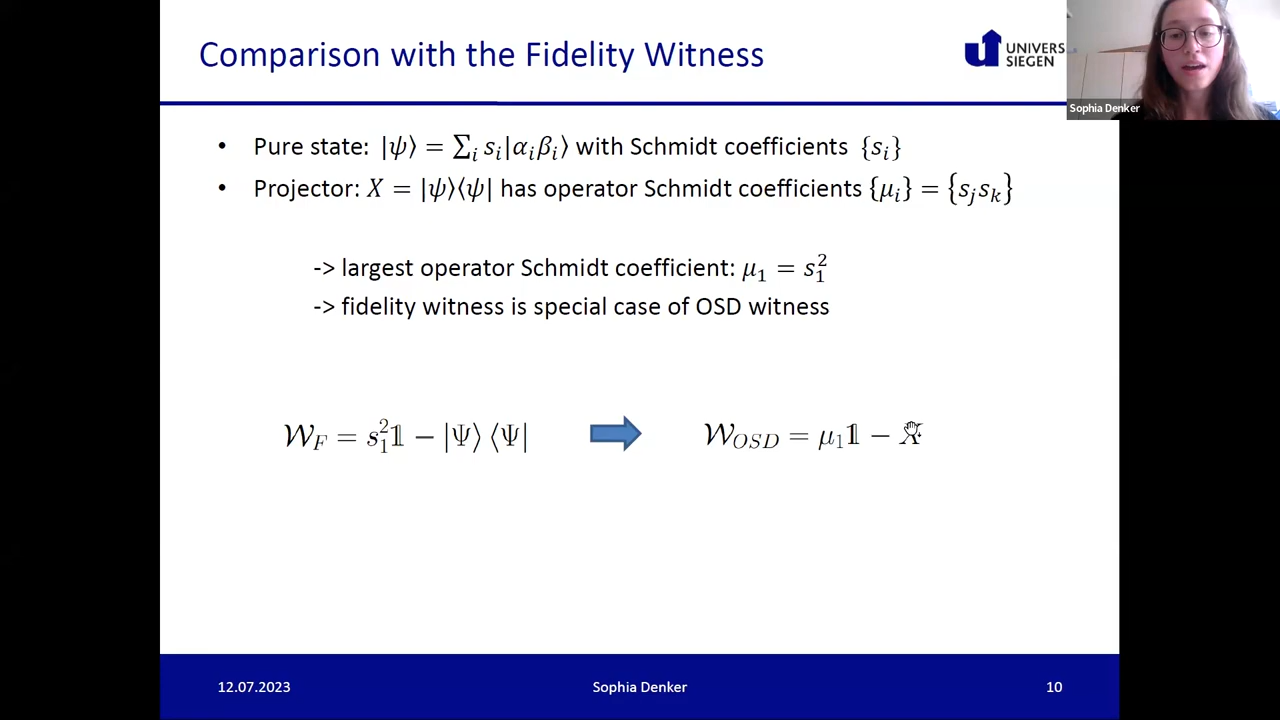 Comparison with the Fidelity Witness
UNIVERS
SIEGEN
Sophia Denker
• Pure state: |ψ⟩ = ∑ᵢ sᵢ|αᵢβᵢ⟩ with Schmidt coefficients {sᵢ}
• Projector: X = |ψ⟩⟨ψ| has operator Schmidt coefficients {μᵢ} = {sⱼsₖ}
-> largest operator Schmidt coefficient: μ₁ = s₁²
-> fidelity witness is special case of OSD witness
𝒲_F = s₁²𝟙 − |Ψ⟩⟨Ψ|
𝒲_OSD = μ₁𝟙 − X
12.07.2023
Sophia Denker
10